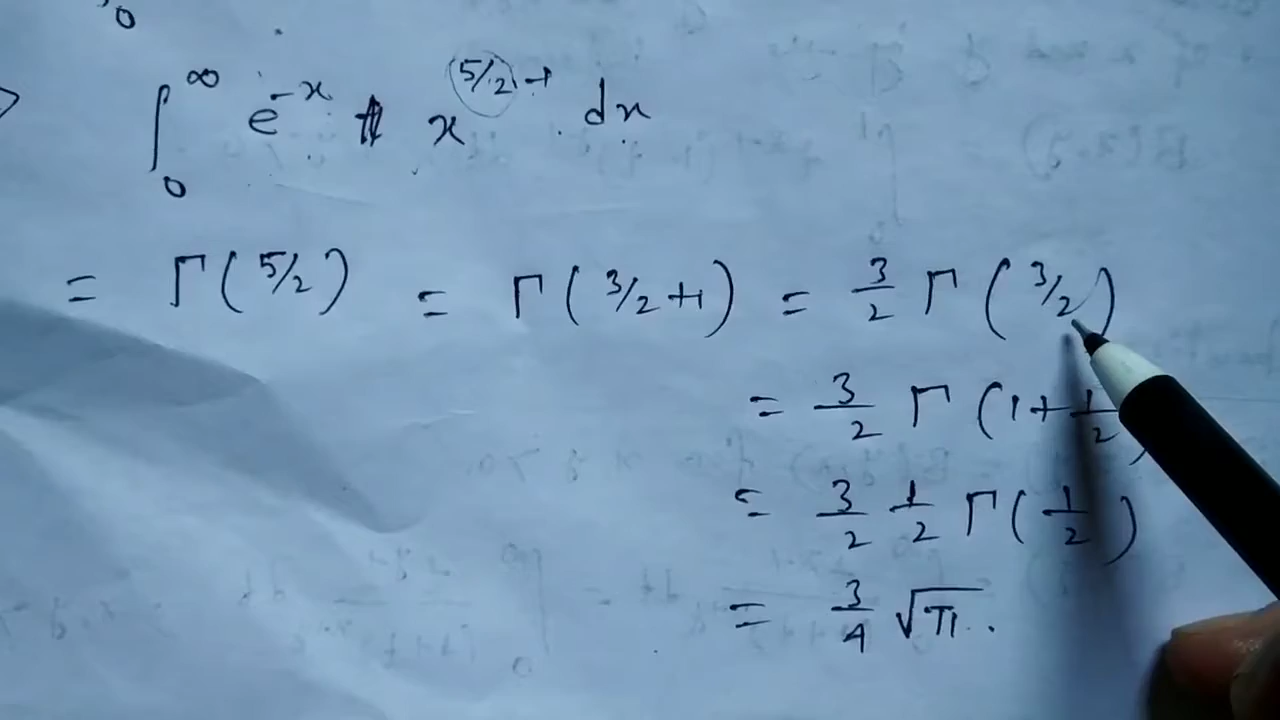 ∫₀^∞ e^{-x} x^{5/2-1} dx
= Γ(5/2) = Γ(3/2+1) = 3/2 Γ(3/2)
= 3/2 Γ(1+1/2)
= 3/2 1/2 Γ(1/2)
= 3/4 √π.